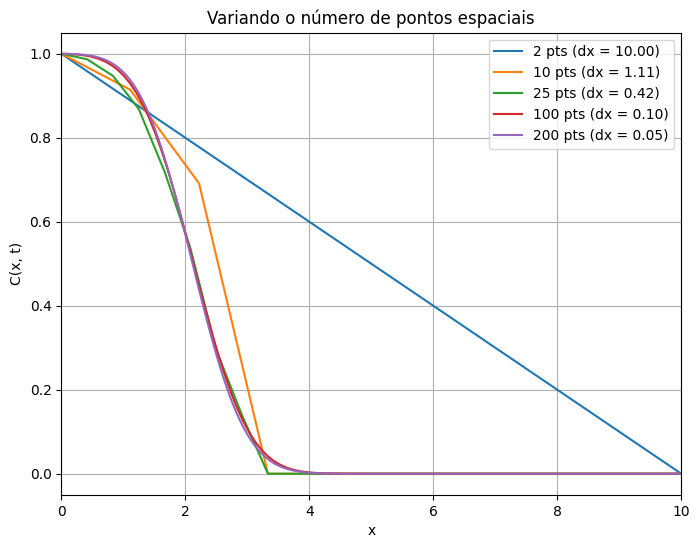 Variando o número de pontos espaciais
C(x, t)
1.0
0.8
0.6
0.4
0.2
0.0
2 pts (dx = 10.00)
10 pts (dx = 1.11)
25 pts (dx = 0.42)
100 pts (dx = 0.10)
200 pts (dx = 0.05)
0 2 4 6 8 10
x